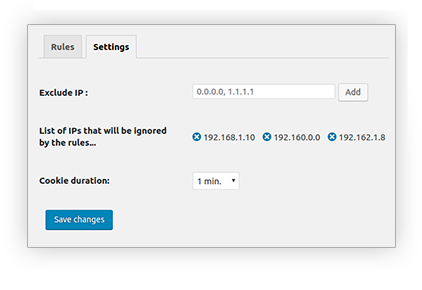 Rules Settings
Exclude IP : 0.0.0.0, 1.1.1.1 Add
List of IPs that will be ignored
by the rules... 192.168.1.10 192.160.0.0 192.162.1.8
Cookie duration: 1 min.
Save changes